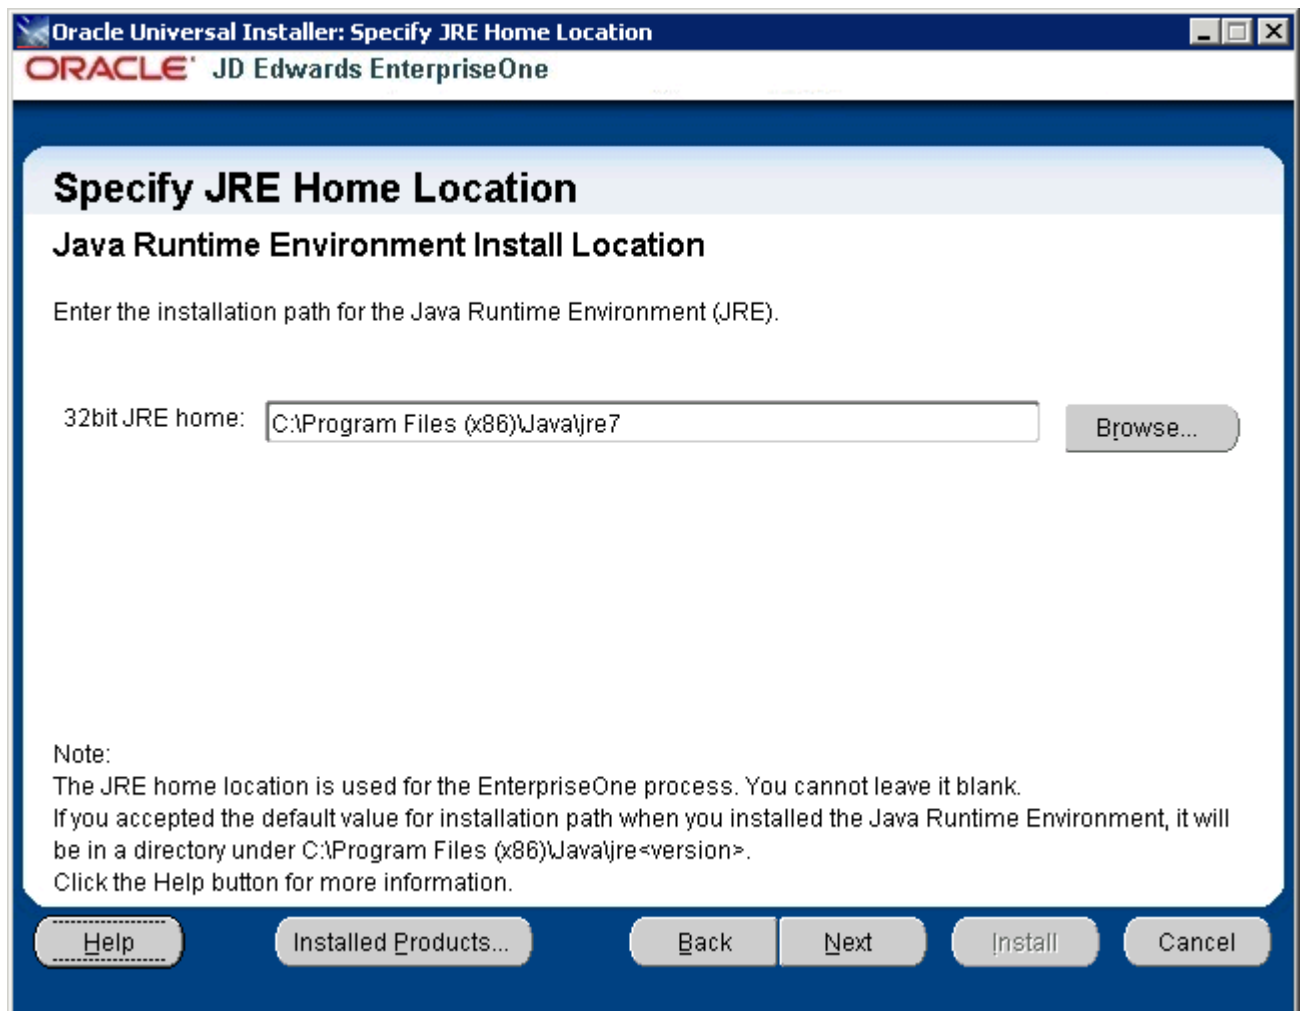 Oracle Universal Installer: Specify JRE Home Location
ORACLE' JD Edwards EnterpriseOne
Specify JRE Home Location
Java Runtime Environment Install Location
Enter the installation path for the Java Runtime Environment (JRE).
32bit JRE home: C:\Program Files (x86)\Java\jre7 Browse...
Note:
The JRE home location is used for the EnterpriseOne process. You cannot leave it blank.
If you accepted the default value for installation path when you installed the Java Runtime Environment, it will
be in a directory under C:\Program Files (x86)\Java\jre<version>.
Click the Help button for more information.
Help Installed Products... Back Next Install Cancel